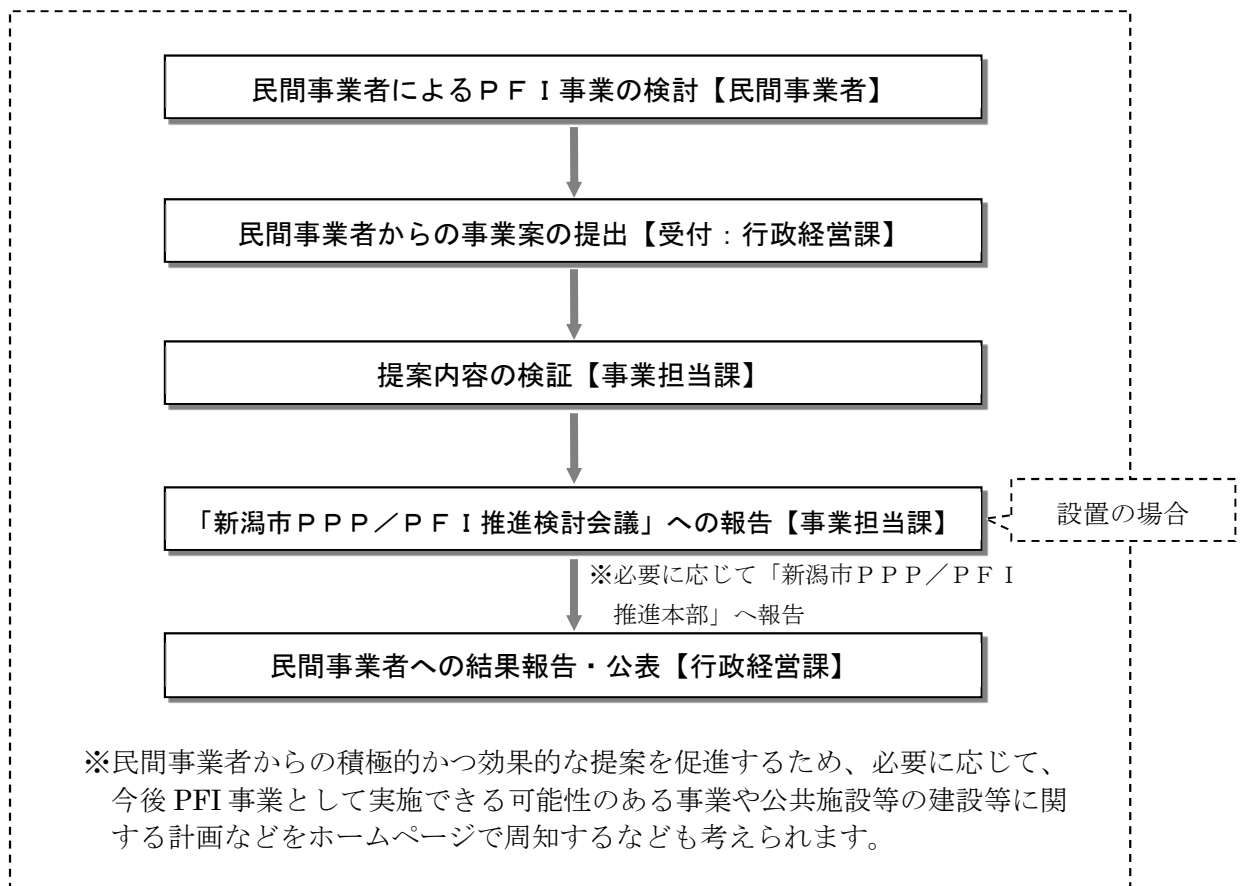 民間事業者によるＰＦＩ事業の検討【民間事業者】
民間事業者からの事業案の提出【受付：行政経営課】
提案内容の検証【事業担当課】
「新潟市ＰＰＰ／ＰＦＩ推進検討会議」への報告【事業担当課】
設置の場合
※必要に応じて「新潟市ＰＰＰ／ＰＦＩ
推進本部」へ報告
民間事業者への結果報告・公表【行政経営課】
※民間事業者からの積極的かつ効果的な提案を促進するため、必要に応じて、
今後 PFI 事業として実施できる可能性のある事業や公共施設等の建設等に関
する計画などをホームページで周知するなども考えられます。